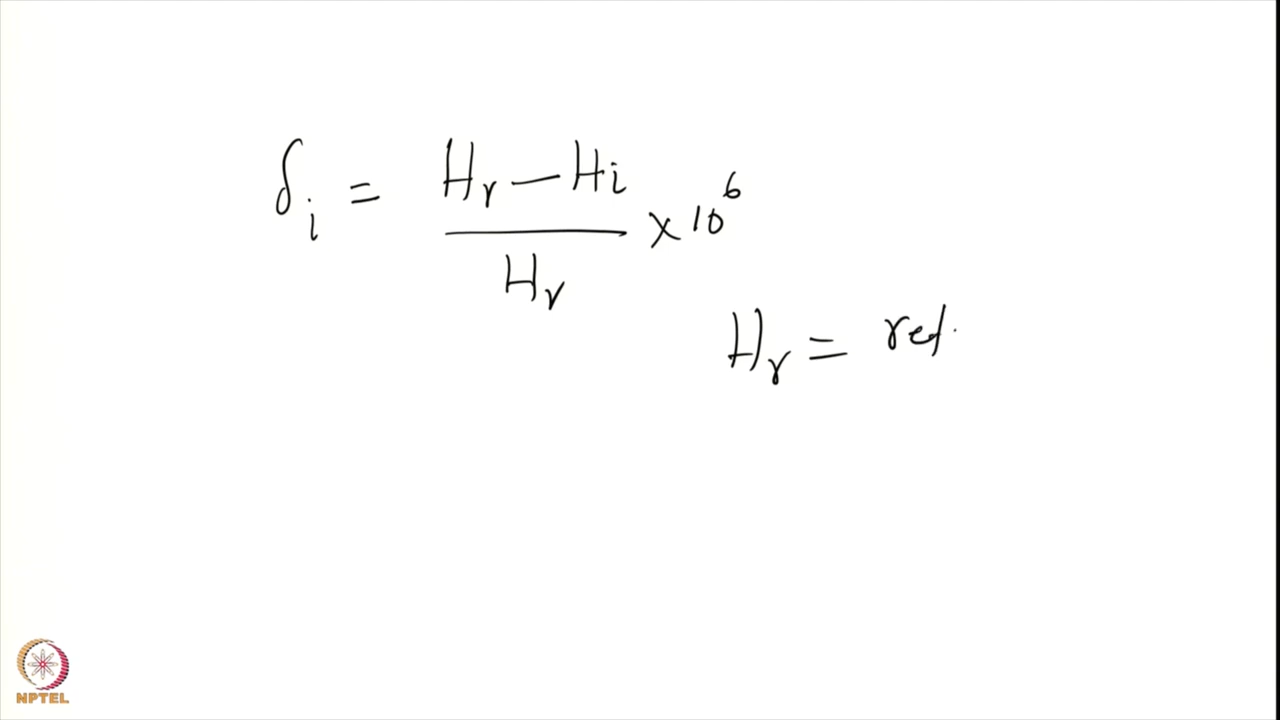 δi = Hr — Hi / Hr × 10^6
Hr = ref.
NPTEL